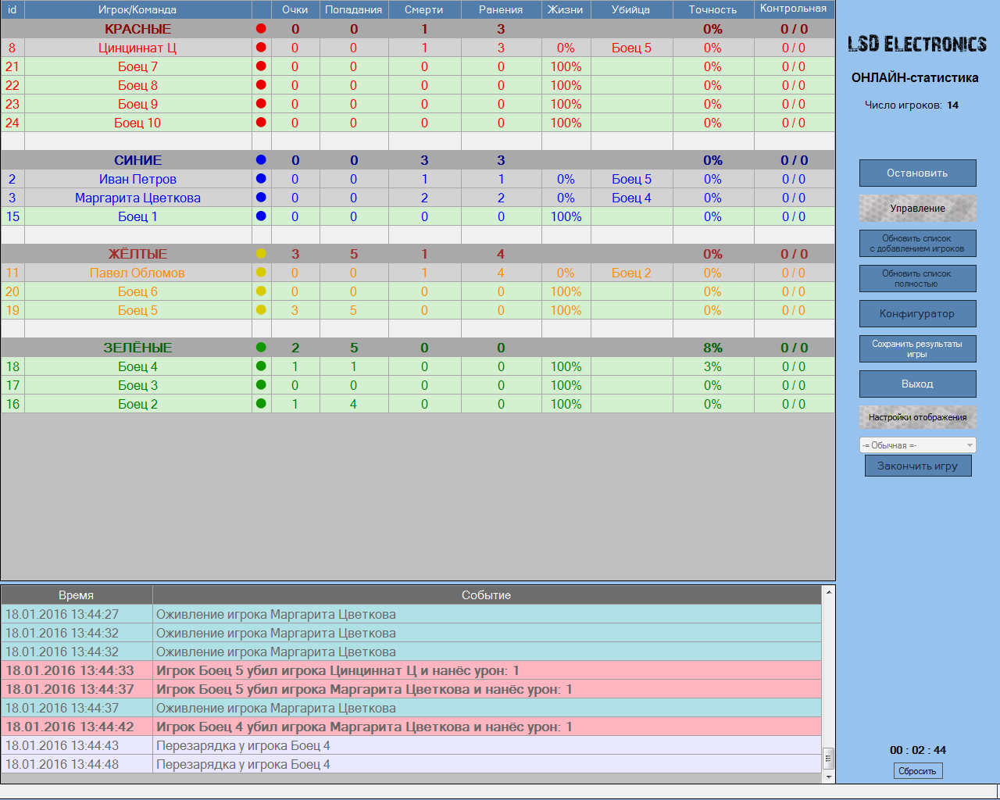 id Игрок/Команда Очки Попадания Смерти Ранения Жизни Убийца Точность Контрольная
КРАСНЫЕ 0 0 1 3 0% 0 / 0
8 Цинциннат Ц 0 0 1 3 0% Боец 5 0% 0 / 0
21 Боец 7 0 0 0 0 100% 0% 0 / 0
22 Боец 8 0 0 0 0 100% 0% 0 / 0
23 Боец 9 0 0 0 0 100% 0% 0 / 0
24 Боец 10 0 0 0 0 100% 0% 0 / 0
СИНИЕ 0 0 3 3 0% 0 / 0
2 Иван Петров 0 0 1 1 0% Боец 5 0% 0 / 0
3 Маргарита Цветкова 0 0 2 2 0% Боец 4 0% 0 / 0
15 Боец 1 0 0 0 0 100% 0% 0 / 0
ЖЁЛТЫЕ 3 5 1 4 0% 0 / 0
11 Павел Обломов 0 0 1 4 0% Боец 2 0% 0 / 0
20 Боец 6 0 0 0 0 100% 0% 0 / 0
19 Боец 5 3 5 0 0 100% 0% 0 / 0
ЗЕЛЁНЫЕ 2 5 0 0 8% 0 / 0
18 Боец 4 1 1 0 0 100% 3% 0 / 0
17 Боец 3 0 0 0 0 100% 0% 0 / 0
16 Боец 2 1 4 0 0 100% 0% 0 / 0
Время Событие
18.01.2016 13:44:27 Оживление игрока Маргарита Цветкова
18.01.2016 13:44:32 Оживление игрока Маргарита Цветкова
18.01.2016 13:44:32 Оживление игрока Маргарита Цветкова
18.01.2016 13:44:33 Игрок Боец 5 убил игрока Цинциннат Ц и нанёс урон: 1
18.01.2016 13:44:37 Игрок Боец 5 убил игрока Маргарита Цветкова и нанёс урон: 1
18.01.2016 13:44:37 Оживление игрока Маргарита Цветкова
18.01.2016 13:44:42 Игрок Боец 4 убил игрока Маргарита Цветкова и нанёс урон: 1
18.01.2016 13:44:43 Перезарядка у игрока Боец 4
18.01.2016 13:44:48 Перезарядка у игрока Боец 4
LSD ELECTRONICS
ОНЛАЙН-статистика
Число игроков: 14
Остановить
Управление
Обновить список
с добавлением игроков
Обновить список
полностью
Конфигуратор
Сохранить результаты
игры
Выход
Настройки отображения
-= Обычная =-
Закончить игру
00 : 02 : 44
Сбросить